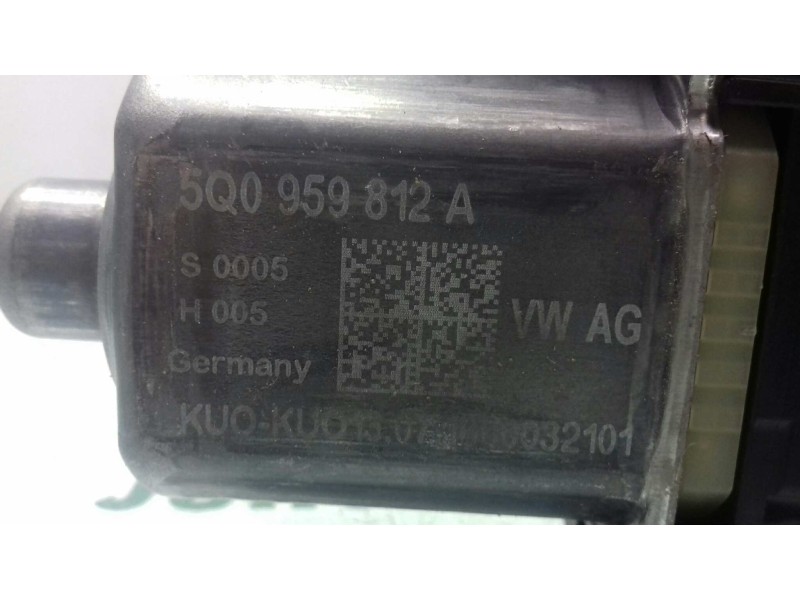 5Q0 959 812 A
S 0005
H 005
VW AG
Germany